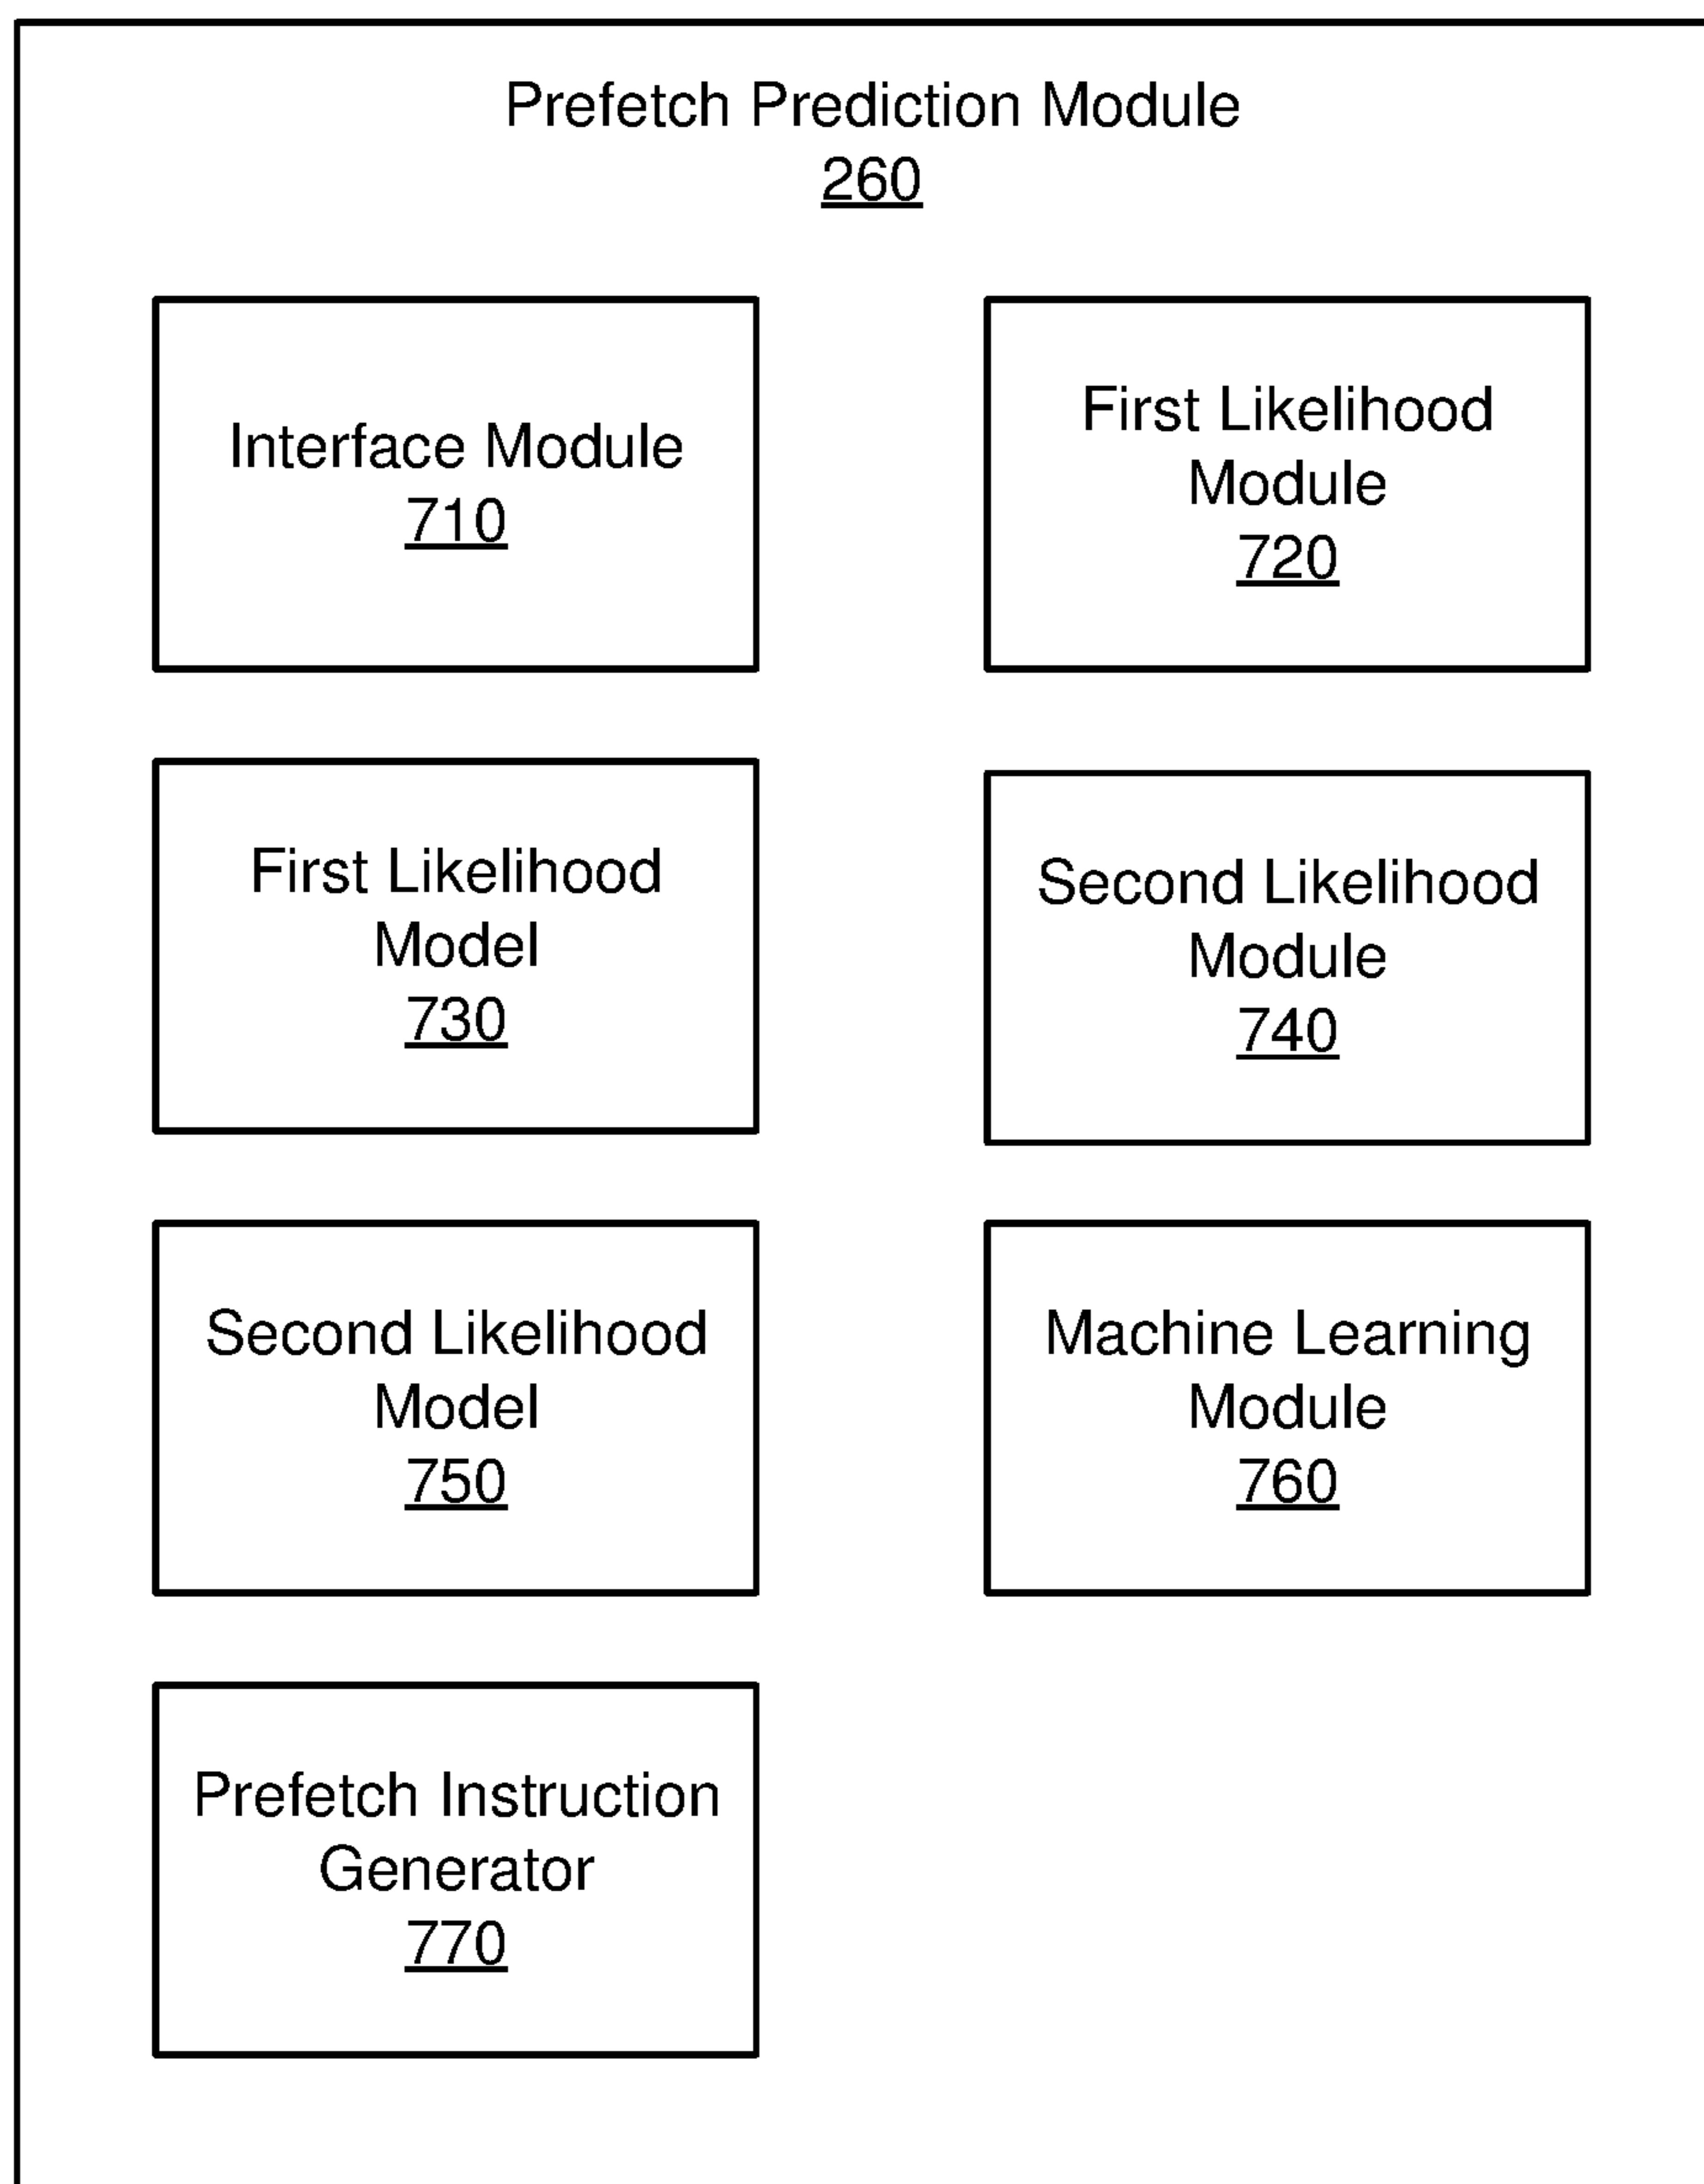 Prefetch Prediction Module
260
Interface Module
710
First Likelihood
Module
720
First Likelihood
Model
730
Second Likelihood
Module
740
Second Likelihood
Model
750
Machine Learning
Module
760
Prefetch Instruction
Generator
770